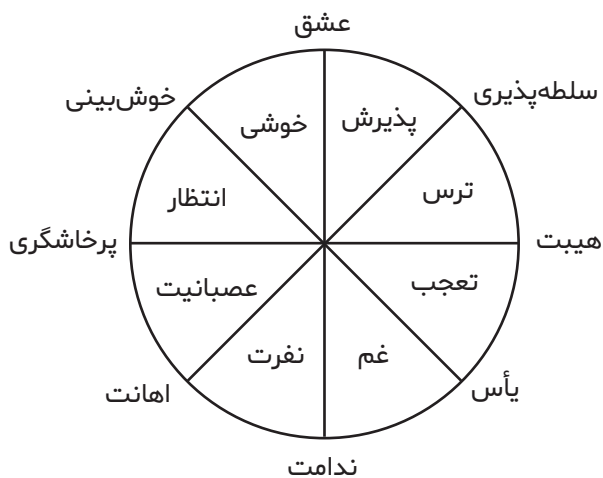 عشق
سلطه‌پذیری
خوش‌بینی
پذیرش
خوشی
ترس
انتظار
هیبت
پرخاشگری
تعجب
عصبانیت
غم
نفرت
یأس
اهانت
ندامت